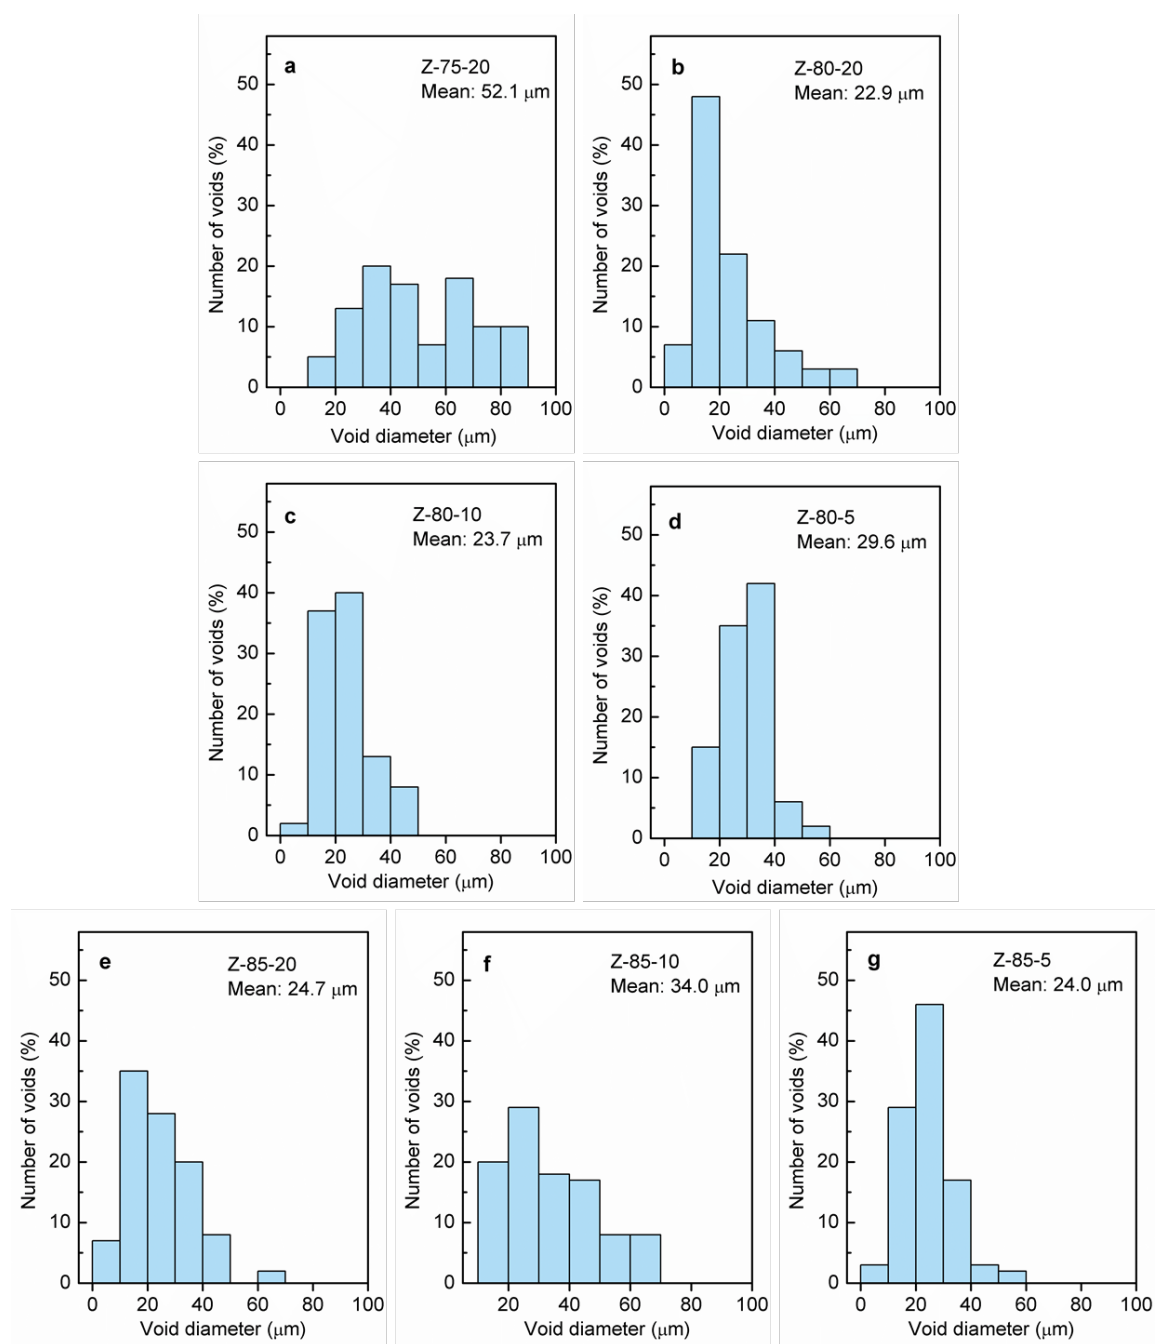 a
Z-75-20
Mean: 52.1 μm
Number of voids (%)
50
40
30
20
10
0
0 20 40 60 80 100
Void diameter (μm)
b
Z-80-20
Mean: 22.9 μm
Number of voids (%)
50
40
30
20
10
0
0 20 40 60 80 100
Void diameter (μm)
c
Z-80-10
Mean: 23.7 μm
Number of voids (%)
50
40
30
20
10
0
0 20 40 60 80 100
Void diameter (μm)
d
Z-80-5
Mean: 29.6 μm
Number of voids (%)
50
40
30
20
10
0
0 20 40 60 80 100
Void diameter (μm)
e
Z-85-20
Mean: 24.7 μm
Number of voids (%)
50
40
30
20
10
0
0 20 40 60 80 100
Void diameter (μm)
f
Z-85-10
Mean: 34.0 μm
Number of voids (%)
50
40
30
20
10
0
20 40 60 80 100
Void diameter (μm)
g
Z-85-5
Mean: 24.0 μm
Number of voids (%)
50
40
30
20
10
0
0 20 40 60 80 100
Void diameter (μm)